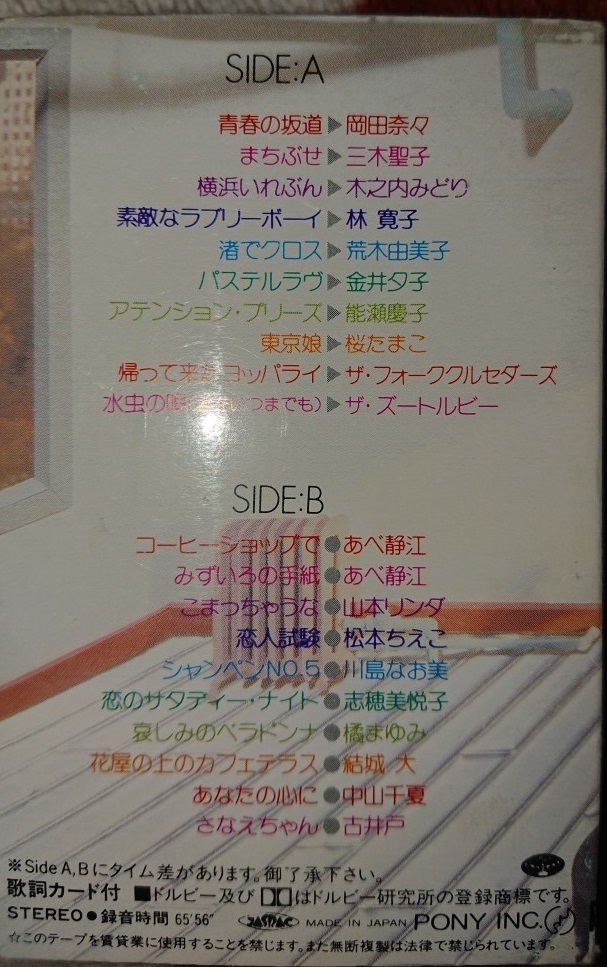 SIDE:A
青春の坂道▶岡田奈々
まちぶせ▶三木聖子
横浜いれぶん▶木之内みどり
素敵なラブリーボーイ▶林 寛子
渚でクロス▶荒木由美子
パステルラヴ▶金井夕子
アテンション・プリーズ▶能瀬慶子
東京娘▶桜たまこ
帰って来たヨッパライ▶ザ・フォーククルセダーズ
水虫の唄(いつまでも)▶ザ・ズートルビー
SIDE:B
コーヒーショップで●あべ静江
みずいろの手紙●あべ静江
こまっちゃうな●山本リンダ
恋人試験●松本ちえこ
シャンペンNO.5●川島なお美
恋のサタディー・ナイト●志穂美悦子
哀しみのベラドンナ●橘まゆみ
花屋の上のカフェテラス●結城 大
あなたの心に●中山千夏
さなえちゃん●古井戸
※Side A,Bにタイム差があります。御了承下さい。
歌詞カード付 ■ドルビー及びはドルビー研究所の登録商標です。
STEREO●録音時間 65'56" JASRAC MADE IN JAPAN PONY INC.
☆このテープを賃貸業に使用することを禁じます。また無断複製は法律で禁じられています。